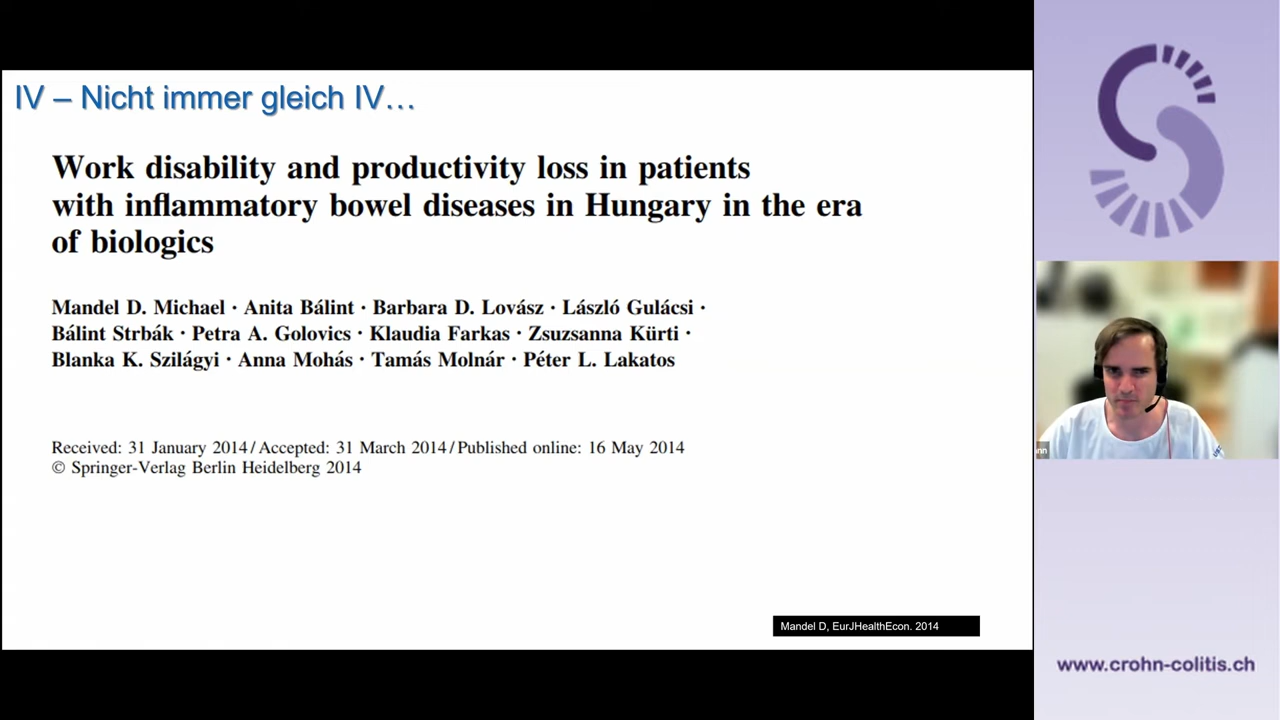 IV – Nicht immer gleich IV...
Work disability and productivity loss in patients
with inflammatory bowel diseases in Hungary in the era
of biologics
Mandel D. Michael · Anita Bálint · Barbara D. Lovász · László Gulácsi ·
Bálint Strbák · Petra A. Golovics · Klaudia Farkas · Zsuzsanna Kürti ·
Blanka K. Szilágyi · Anna Mohás · Tamás Molnár · Péter L. Lakatos
Received: 31 January 2014 / Accepted: 31 March 2014 / Published online: 16 May 2014
© Springer-Verlag Berlin Heidelberg 2014
Mandel D, EurJHealthEcon. 2014
www.crohn-colitis.ch